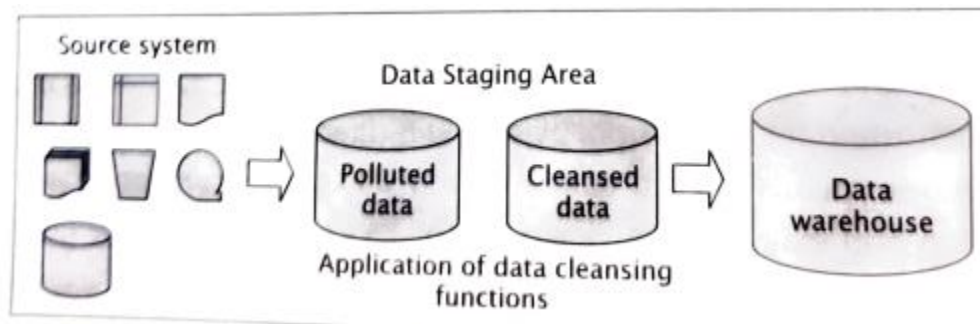 Source system
Data Staging Area
Polluted
data
Cleansed
data
Data
warehouse
Application of data cleansing
functions